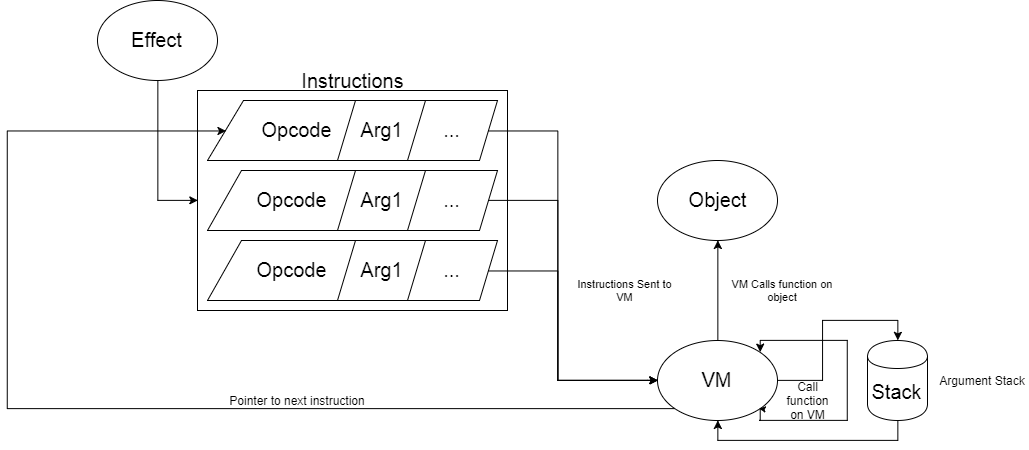 Effect
Instructions
Opcode Arg1 ...
Opcode Arg1 ...
Opcode Arg1 ...
Object
Instructions Sent to
VM
VM Calls function on
object
VM
Call
function
on VM
Stack
Argument Stack
Pointer to next instruction